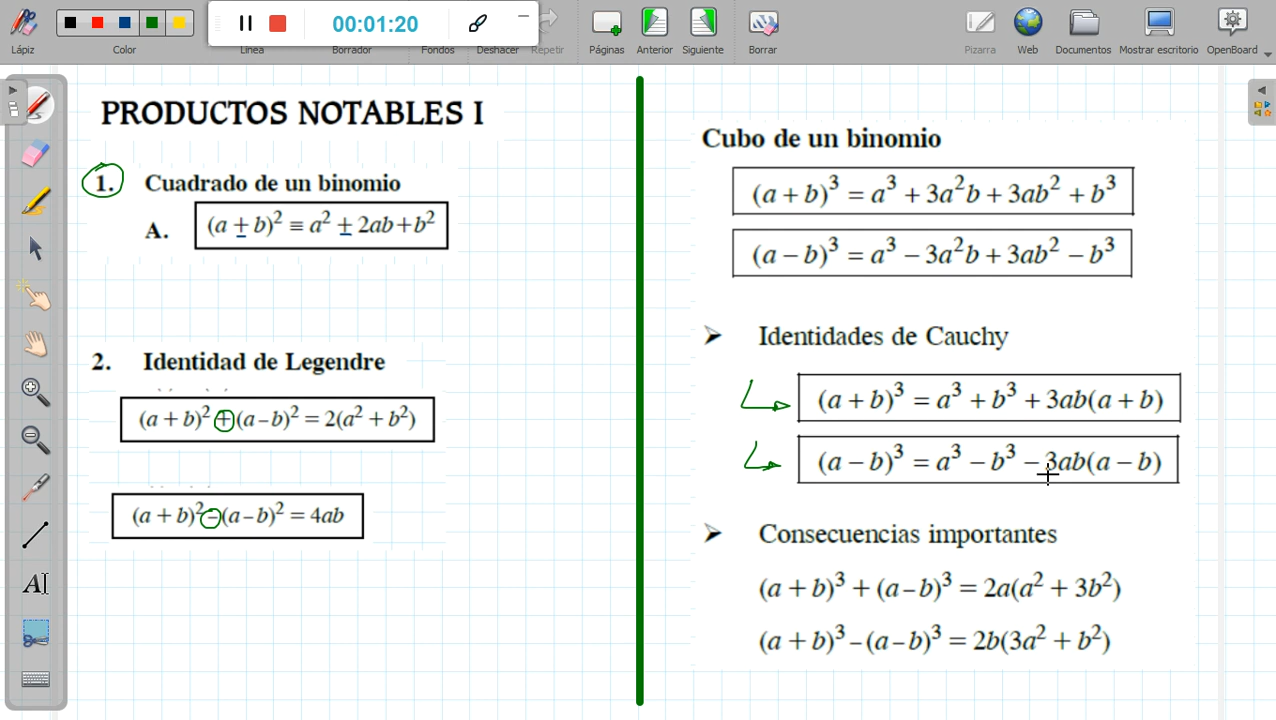 Lápiz
Color
00:01:20
Línea
Borrador
Fondos
Deshacer
Repetir
Páginas
Anterior
Siguiente
Borrar
Pizarra
Web
Documentos
Mostrar escritorio
OpenBoard
PRODUCTOS NOTABLES I
1. Cuadrado de un binomio
A. (a ± b)² ≡ a² ± 2ab+b²
2. Identidad de Legendre
(a + b)² + (a – b)² = 2(a² + b²)
(a + b)² – (a – b)² = 4ab
Cubo de un binomio
(a + b)³ = a³ + 3a²b + 3ab² + b³
(a − b)³ = a³ − 3a²b + 3ab² − b³
➢ Identidades de Cauchy
(a + b)³ = a³ + b³ + 3ab(a + b)
(a − b)³ = a³ − b³ − 3ab(a − b)
➢ Consecuencias importantes
(a + b)³ + (a – b)³ = 2a(a² + 3b²)
(a + b)³ – (a – b)³ = 2b(3a² + b²)
AI